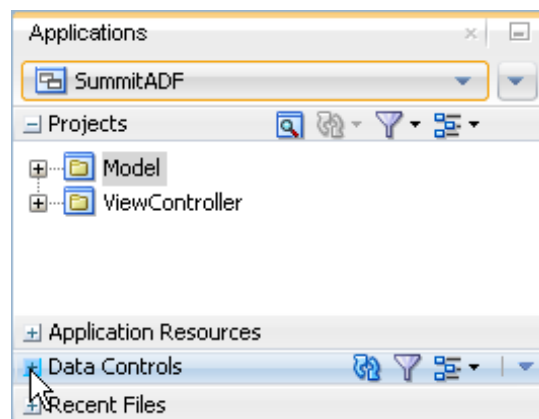 Applications
SummitADF
Projects
Model
ViewController
Application Resources
Data Controls
Recent Files